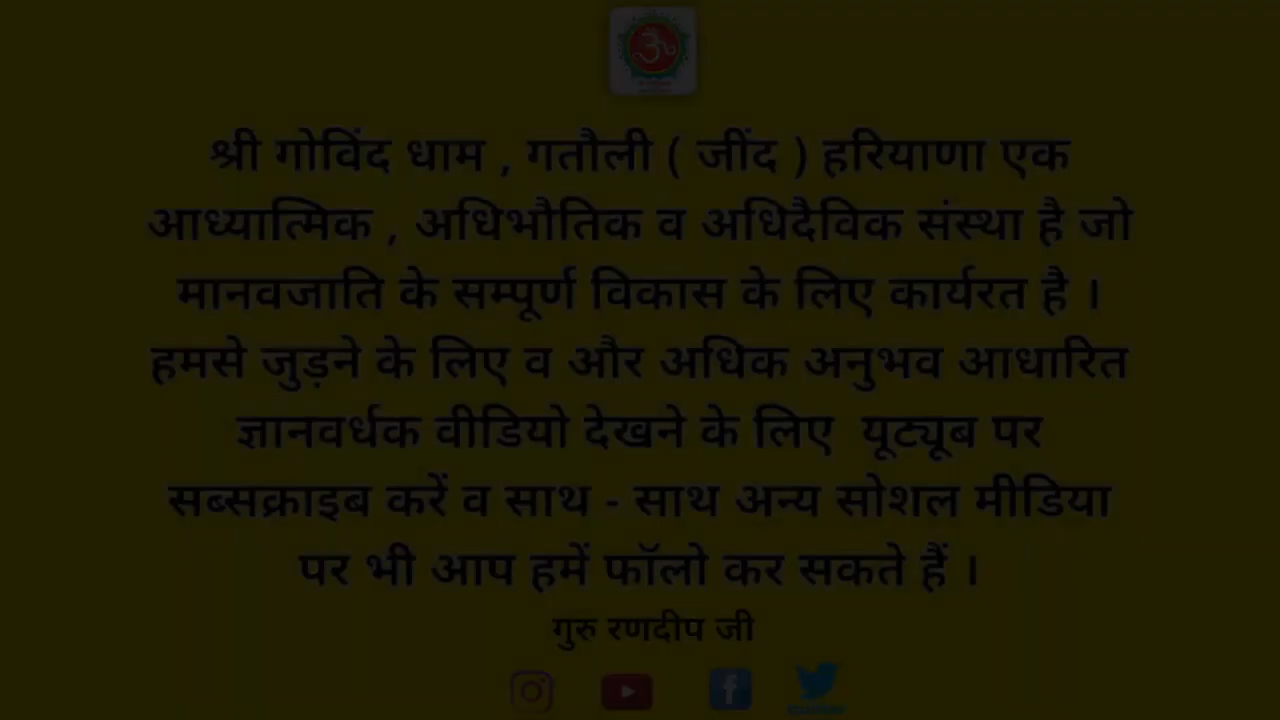 श्री गोविंद धाम , गतौली ( जींद ) हरियाणा एक
आध्यात्मिक , अधिभौतिक व अधिदैविक संस्था है जो
मानवजाति के सम्पूर्ण विकास के लिए कार्यरत है ।
हमसे जुड़ने के लिए व और अधिक अनुभव आधारित
ज्ञानवर्धक वीडियो देखने के लिए यूट्यूब पर
सब्सक्राइब करें व साथ - साथ अन्य सोशल मीडिया
पर भी आप हमें फॉलो कर सकते हैं ।
गुरु रणदीप जी